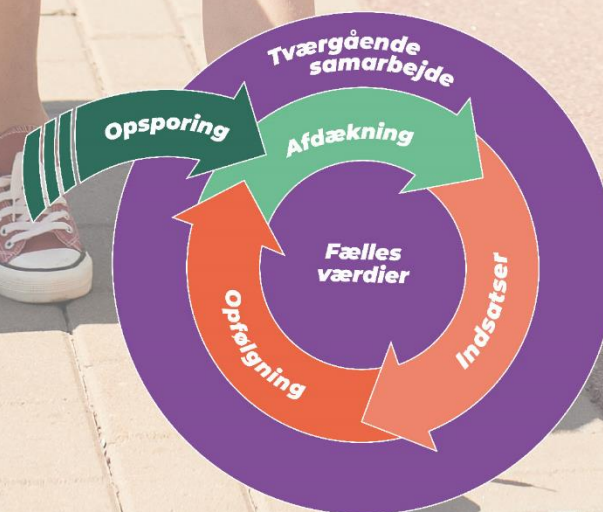 Tværgående
samarbejde
Opsporing
Afdækning
Fælles
værdier
Indsatser
Opfølgning